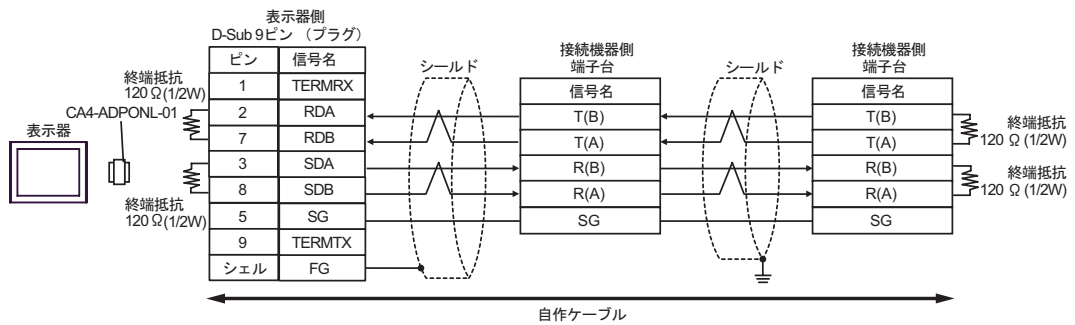 表示器側
D-Sub 9ピン （プラグ）
ピン 信号名
1 TERMRX
2 RDA
7 RDB
3 SDA
8 SDB
5 SG
9 TERMTX
シェル FG
終端抵抗
120 Ω(1/2W)
CA4-ADPONL-01
表示器
終端抵抗
120 Ω(1/2W)
シールド
接続機器側
端子台
信号名
T(B)
T(A)
R(B)
R(A)
SG
シールド
接続機器側
端子台
信号名
T(B)
T(A)
R(B)
R(A)
SG
終端抵抗
120 Ω (1/2W)
終端抵抗
120 Ω (1/2W)
自作ケーブル